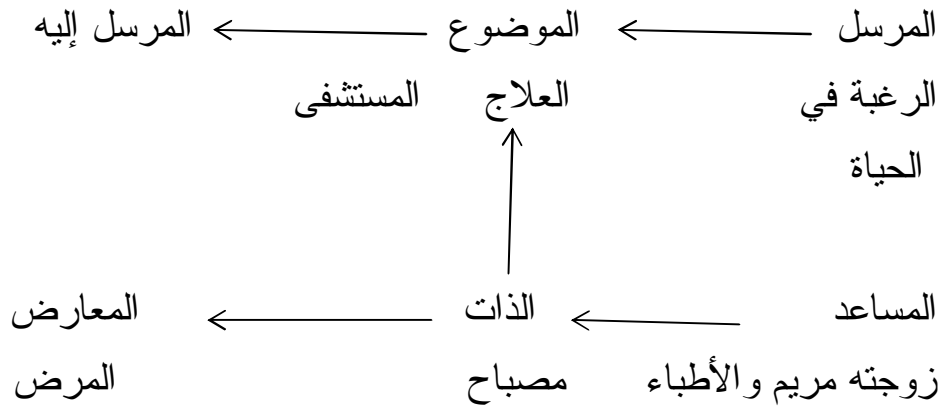 المرسل الموضوع المرسل إليه
الرغبة في العلاج المستشفى
الحياة
المساعد الذات المعارض
زوجته مريم والأطباء مصباح المرض